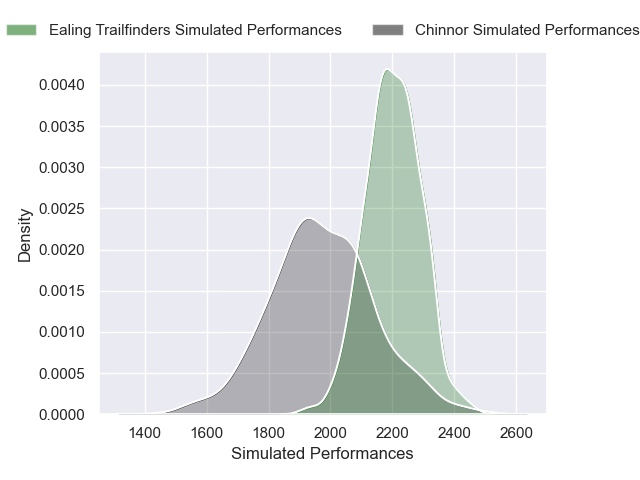 Ealing Trailfinders Simulated Performances Chinnor Simulated Performances
0.0040
0.0035
0.0030
0.0025
0.0020
0.0015
0.0010
0.0005
0.0000
Density
1400 1600 1800 2000 2200 2400 2600
Simulated Performances